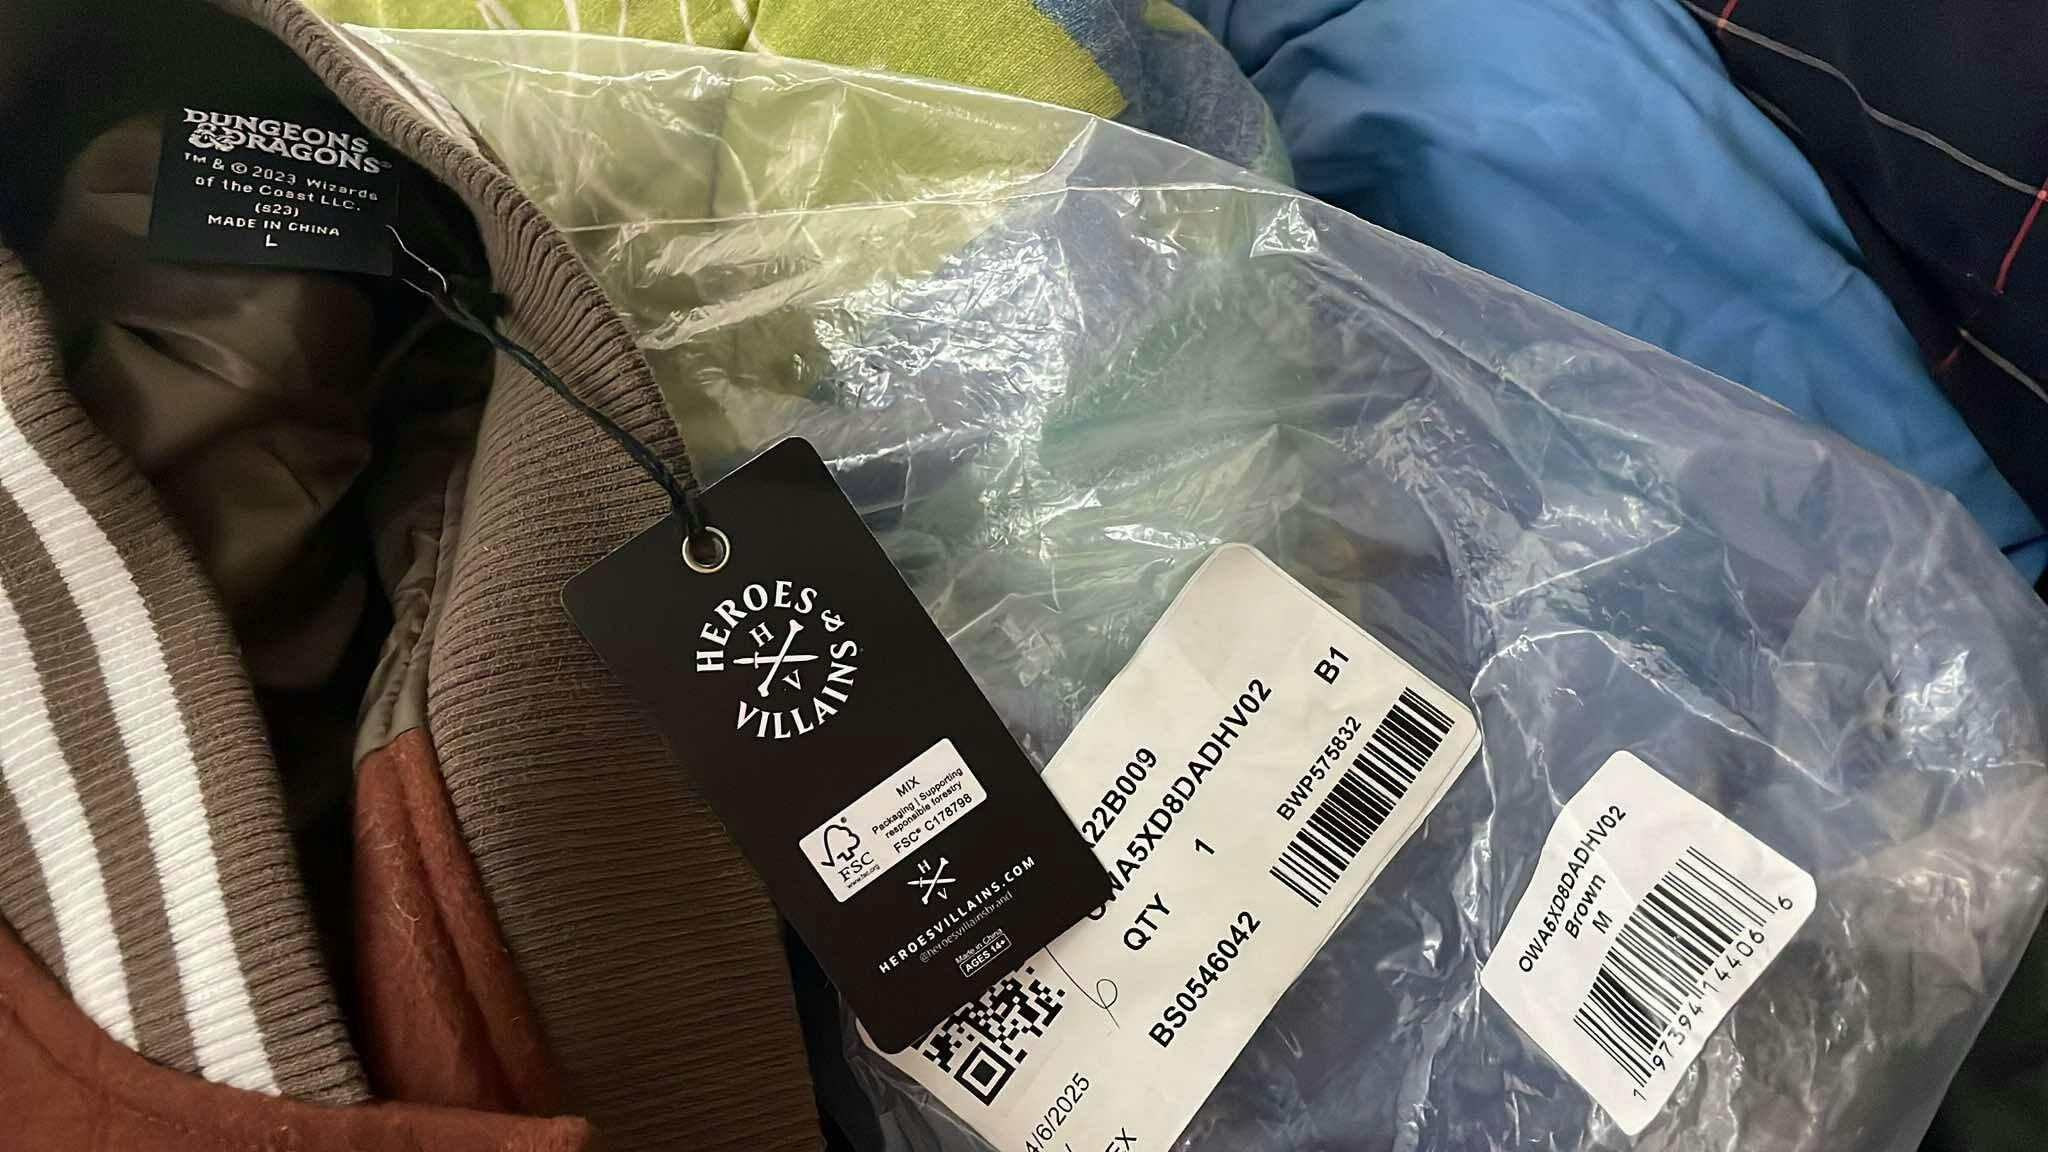 DUNGEONS
& DRAGONS®
TM & © 2023 Wizards
of the Coast LLC.
(S23)
MADE IN CHINA
L
HEROES &
VILLAINS
H
V
MIX
Packaging | Supporting
responsible forestry
FSC® C178798
FSC
www.fsc.org
H
V
HEROESVILLAINS.COM
@heroesvillainsbrand
Made in China
AGES 14+
22B009
B1
OWA5XD8DADHV02
QTY 1
BWP575832
BS0546042
4/6/2025
EX
6
OWA5XD8DADHV02
Brown
M
1 97394 14406 6